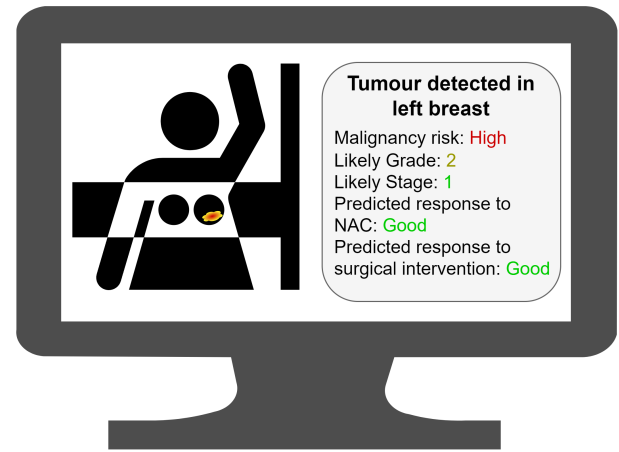 Tumour detected in
left breast
Malignancy risk: High
Likely Grade: 2
Likely Stage: 1
Predicted response to
NAC: Good
Predicted response to
surgical intervention: Good